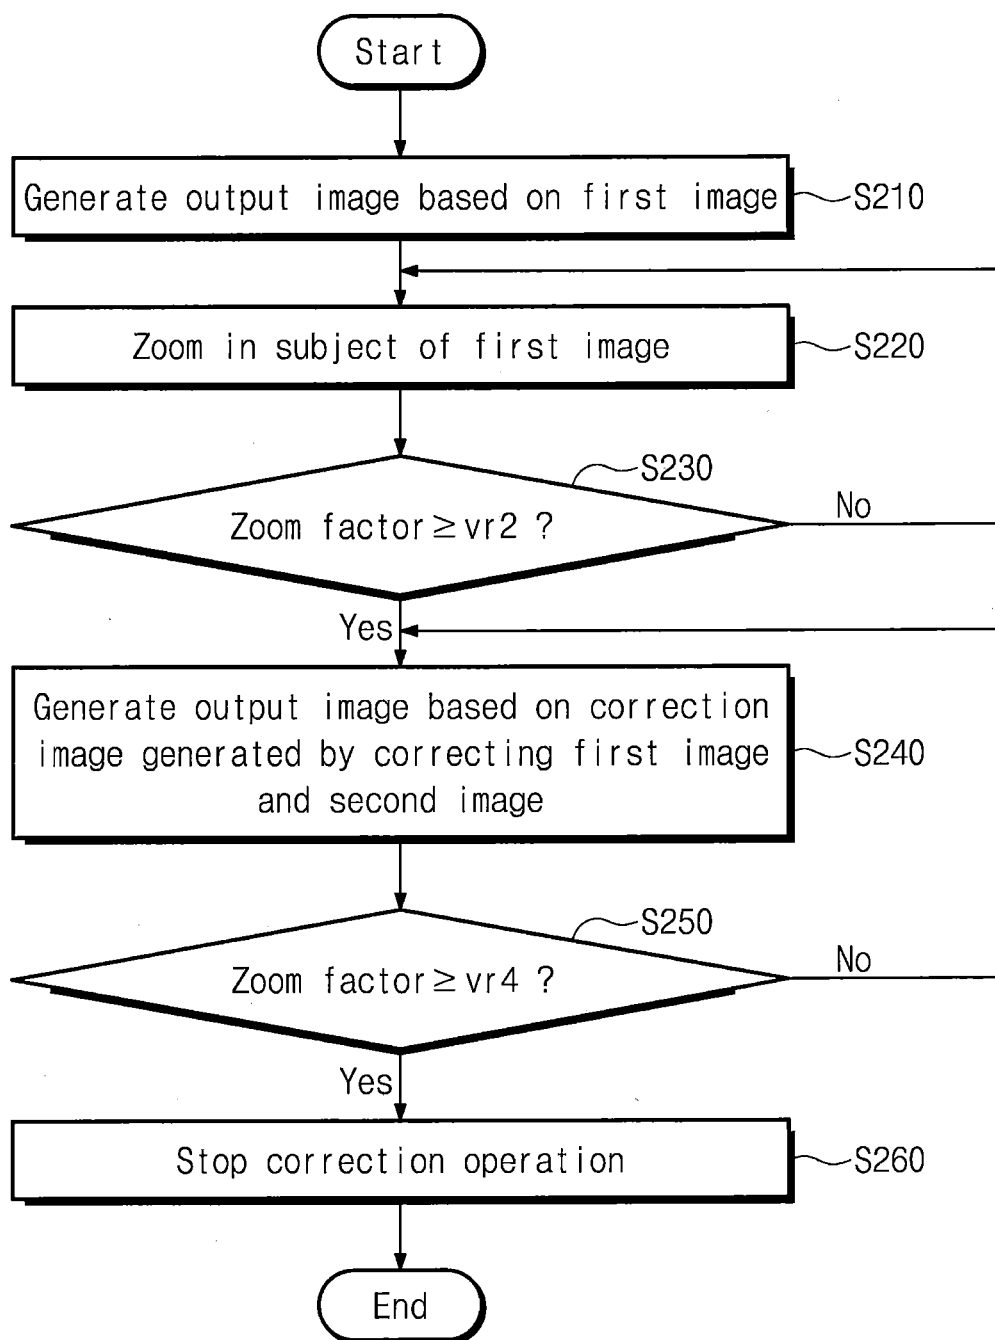 Start
Generate output image based on first image
S210
Zoom in subject of first image
S220
S230
Zoom factor≥vr2 ?
No
Yes
Generate output image based on correction
image generated by correcting first image
and second image
S240
S250
Zoom factor≥vr4 ?
No
Yes
Stop correction operation
S260
End